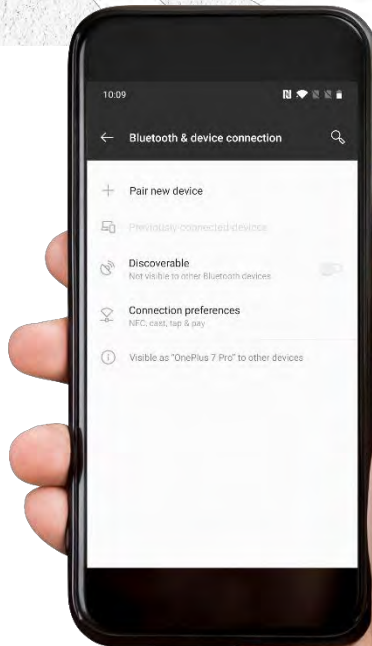 10:09
Bluetooth & device connection
Pair new device
Previously connected devices
Discoverable
Not visible to other Bluetooth devices
Connection preferences
NFC, cast, tap & pay
Visible as "OnePlus 7 Pro" to other devices